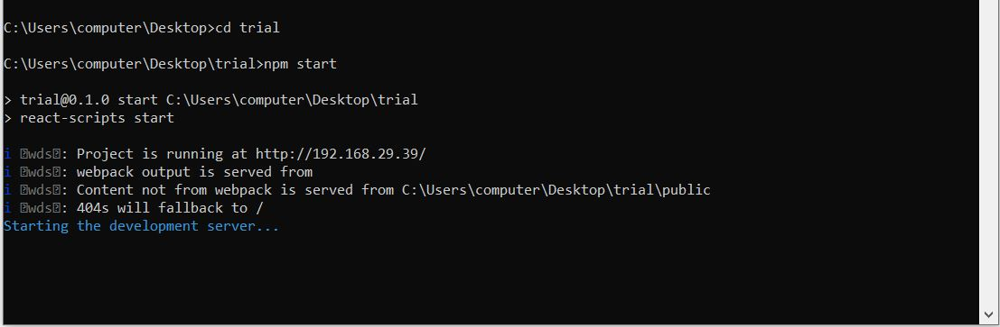 C:\Users\computer\Desktop>cd trial
C:\Users\computer\Desktop\trial>npm start
> trial@0.1.0 start C:\Users\computer\Desktop\trial
> react-scripts start
i ⍰wds⍰: Project is running at http://192.168.29.39/
i ⍰wds⍰: webpack output is served from
i ⍰wds⍰: Content not from webpack is served from C:\Users\computer\Desktop\trial\public
i ⍰wds⍰: 404s will fallback to /
Starting the development server...